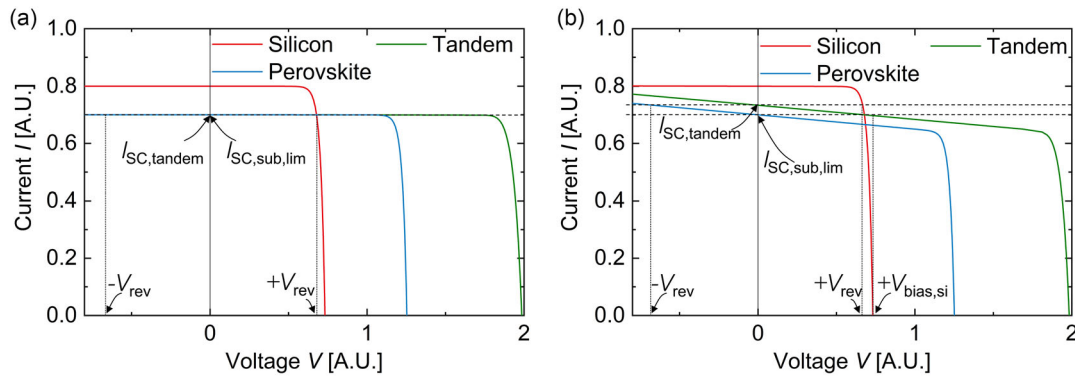 (a)
Current I [A.U.]
1.0
0.8
0.6
0.4
0.2
0.0
Silicon
Tandem
Perovskite
I_SC,tandem
I_SC,sub,lim
-V_rev
+V_rev
0
1
2
Voltage V [A.U.]
(b)
Current I [A.U.]
1.0
0.8
0.6
0.4
0.2
0.0
Silicon
Tandem
Perovskite
I_SC,tandem
I_SC,sub,lim
-V_rev
+V_rev
+V_bias,si
0
1
2
Voltage V [A.U.]